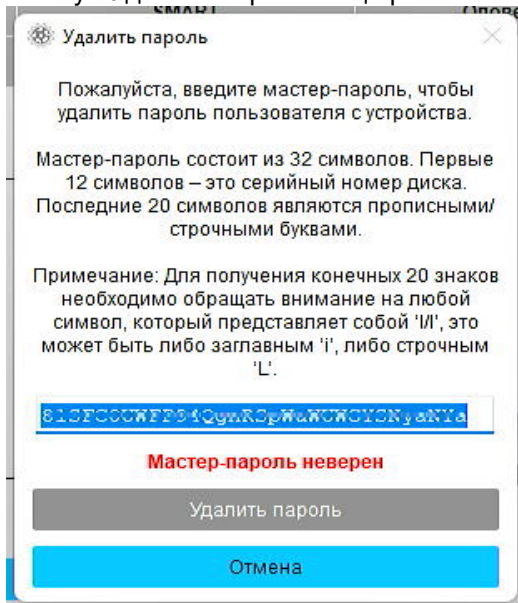 SMART
Удалить пароль
Пожалуйста, введите мастер-пароль, чтобы
удалить пароль пользователя с устройства.
Мастер-пароль состоит из 32 символов. Первые
12 символов – это серийный номер диска.
Последние 20 символов являются прописными/
строчными буквами.
Примечание: Для получения конечных 20 знаков
необходимо обращать внимание на любой
символ, который представляет собой 'I/l', это
может быть либо заглавным 'i', либо строчным
'L'.
Мастер-пароль неверен
Удалить пароль
Отмена